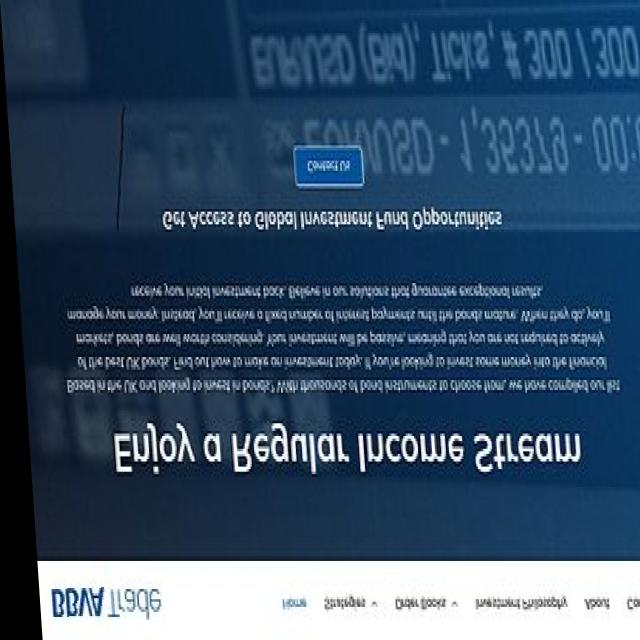 BBVA Trade
Home Strategies Order Books Investment Philosophy About
Enjoy a Regular Income Stream
Based in the UK and looking to invest in bonds? With thousands of bond instruments to choose from, we have compiled our list
of the best UK bonds. Find out how to make an investment today. If you're looking to invest some money into the financial
markets, bonds are well worth considering. Your investment will be passive, meaning that you are not required to actively
manage your money. Instead, you'll receive a fixed number of interest payments until the bonds mature. When they do, you'll
receive your initial investment back. Believe in our solutions that guarantee exceptional results.
Get Access to Global Investment Fund Opportunities
Contact Us
EUR/USD - 1,35379 - 00:
EURUSD (Bid), Ticks, # 300 / 300